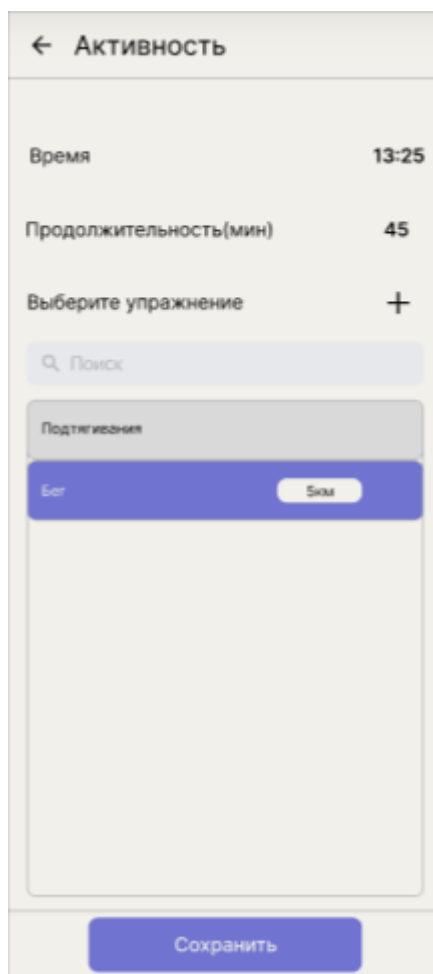 Активность
Время 13:25
Продолжительность(мин) 45
Выберите упражнение +
Поиск
Подтягивания
Бег 5км
Сохранить